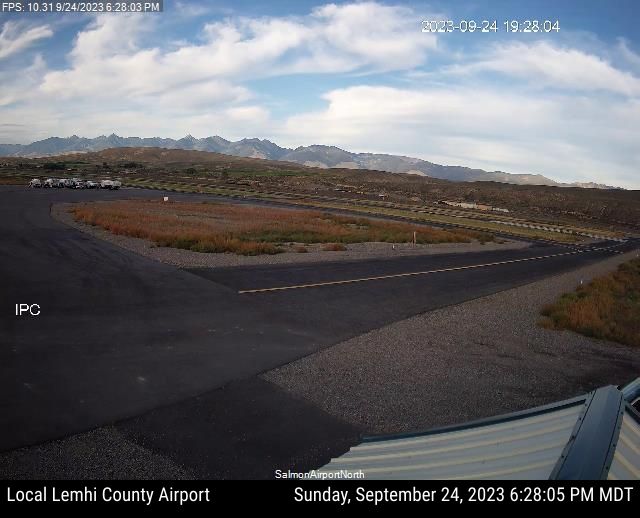 FPS: 10.31 9/24/2023 6:28:03 PM
2023-09-24 19:28:04
IPC
SalmonAirportNorth
Local Lemhi County Airport
Sunday, September 24, 2023 6:28:05 PM MDT